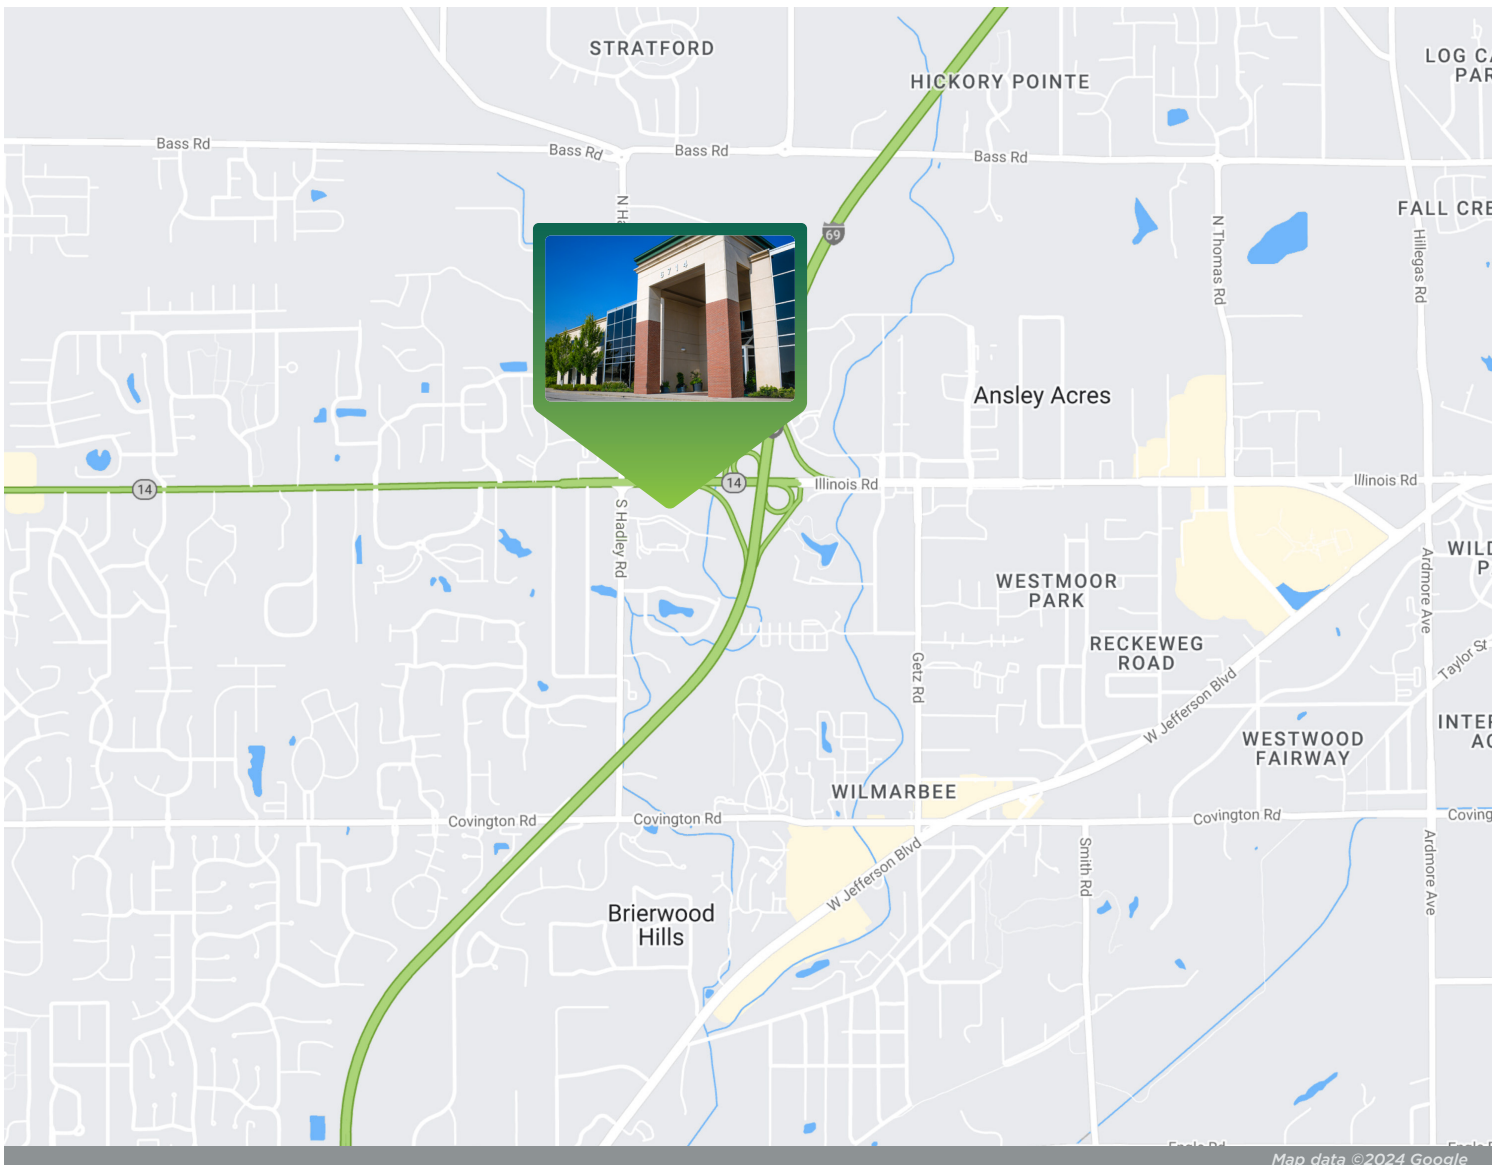 STRATFORD
HICKORY POINTE
LOG CA
PAR
Bass Rd
Bass Rd
Bass Rd
Bass Rd
N Ha
69
FALL CRE
N Thomas Rd
Hillegas Rd
5714
Ansley Acres
14
14
Illinois Rd
Illinois Rd
S Hadley Rd
WILD
P
WESTMOOR
PARK
Ardmore Ave
RECKEWEG
ROAD
Taylor St
Getz Rd
W Jefferson Blvd
INTER
AC
WESTWOOD
FAIRWAY
WILMARBEE
Covington Rd
Covington Rd
Covington Rd
Coving
W Jefferson Blvd
Smith Rd
Ardmore Ave
Brierwood
Hills
Map data ©2024 Google